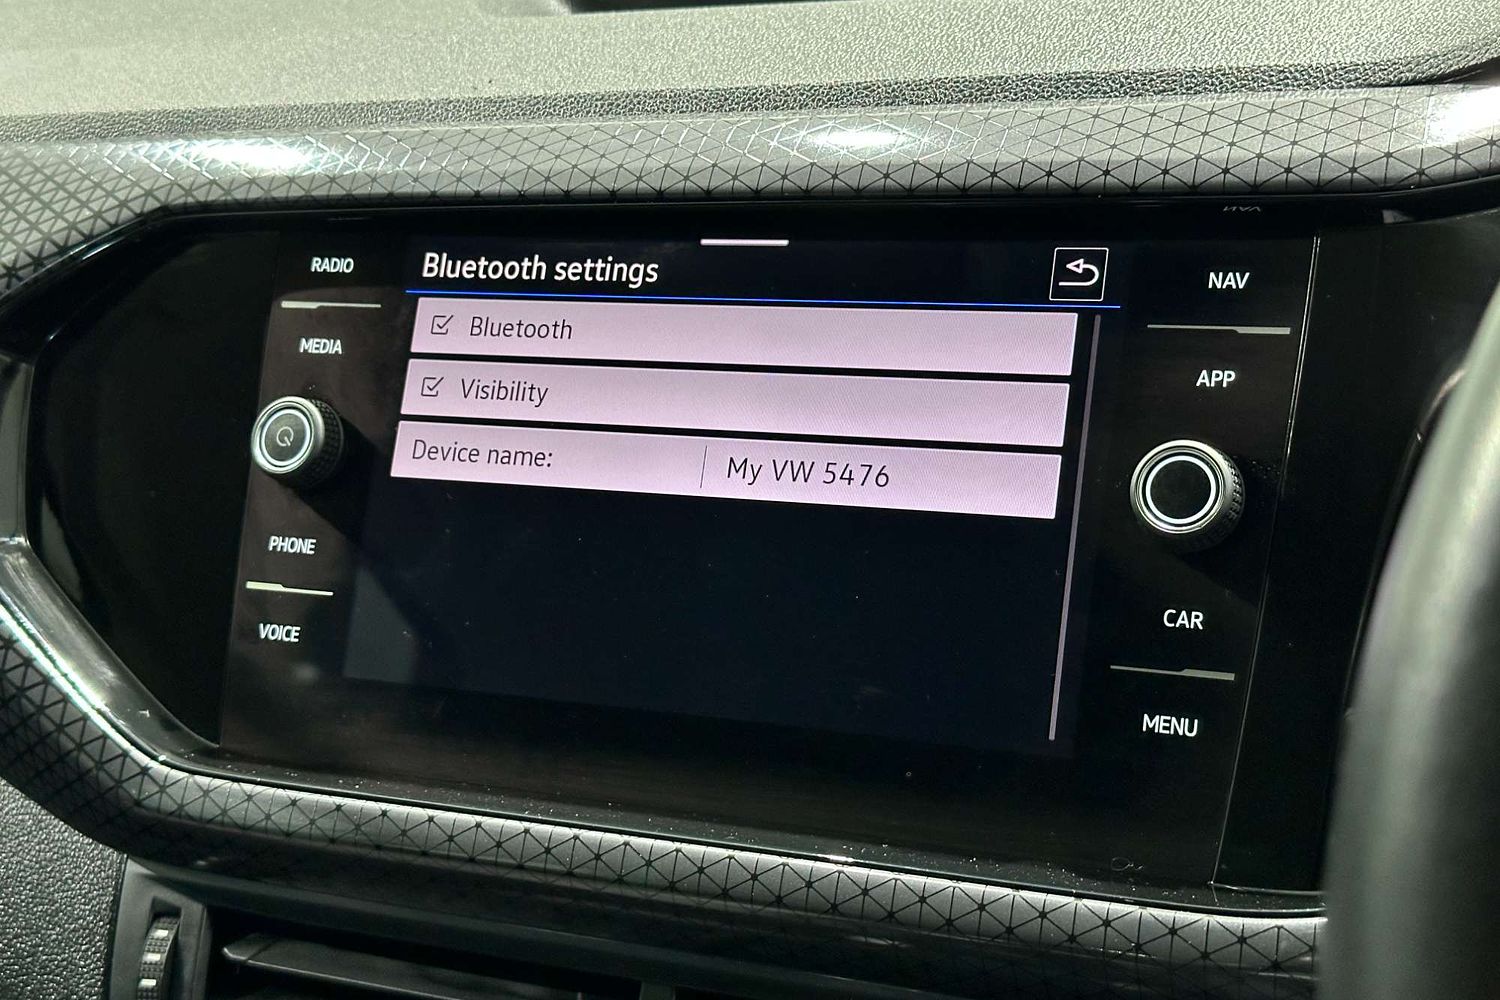 RADIO
MEDIA
PHONE
VOICE
Bluetooth settings
Bluetooth
Visibility
Device name: My VW 5476
NAV
APP
CAR
MENU